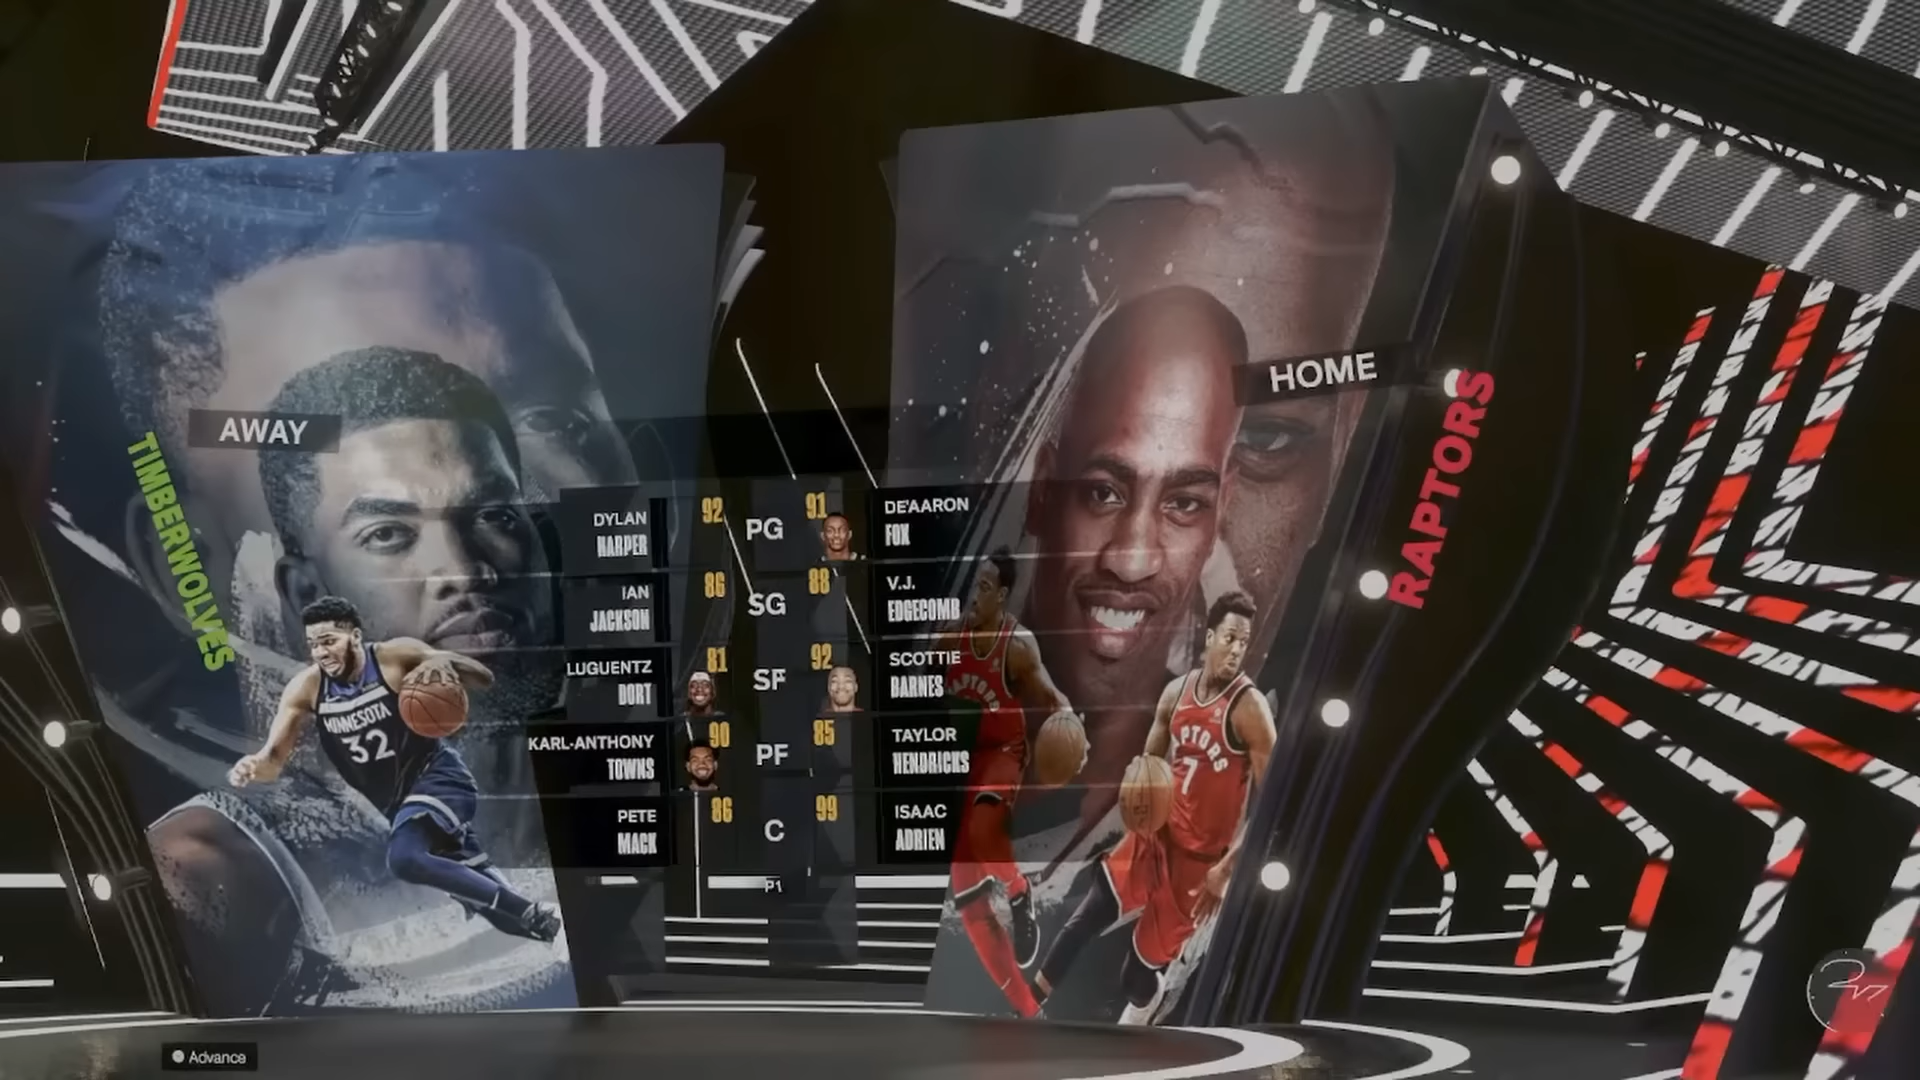 AWAY
TIMBERWOLVES
HOME
RAPTORS
DYLAN
HARPER
92
PG
91
DE'AARON
FOX
IAN
JACKSON
86
SG
88
V.J.
EDGECOMB
LUGUENTZ
DORT
81
SF
92
SCOTTIE
BARNES
KARL-ANTHONY
TOWNS
90
PF
85
TAYLOR
HENDRICKS
PETE
MACK
86
C
99
ISAAC
ADRIEN
P1
MINNESOTA
32
APTORS
PTORS
7
Advance